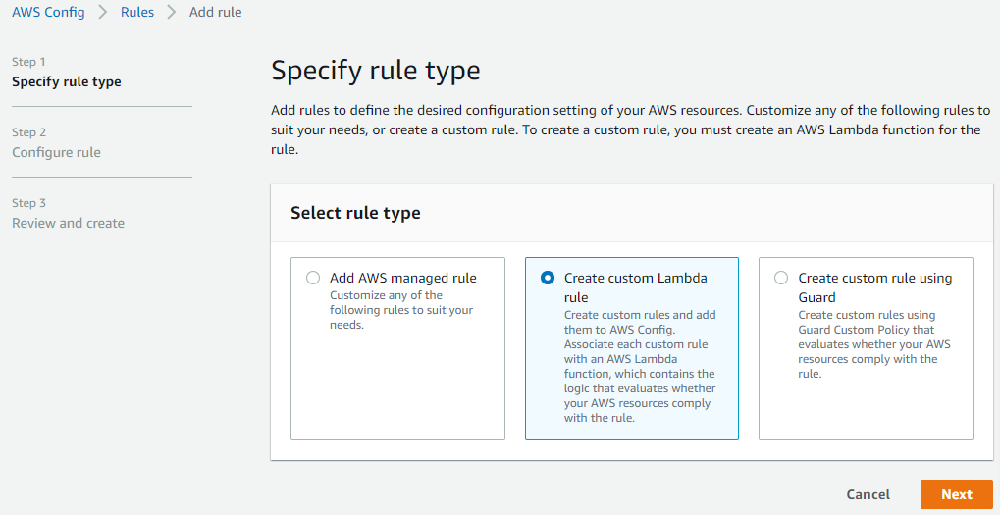 AWS Config > Rules > Add rule
Step 1
Specify rule type
Step 2
Configure rule
Step 3
Review and create
Specify rule type
Add rules to define the desired configuration setting of your AWS resources. Customize any of the following rules to
suit your needs, or create a custom rule. To create a custom rule, you must create an AWS Lambda function for the
rule.
Select rule type
Add AWS managed rule
Customize any of the
following rules to suit your
needs.
Create custom Lambda
rule
Create custom rules and add
them to AWS Config.
Associate each custom rule
with an AWS Lambda
function, which contains the
logic that evaluates whether
your AWS resources comply
with the rule.
Create custom rule using
Guard
Create custom rules using
Guard Custom Policy that
evaluates whether your AWS
resources comply with the
rule.
Cancel
Next